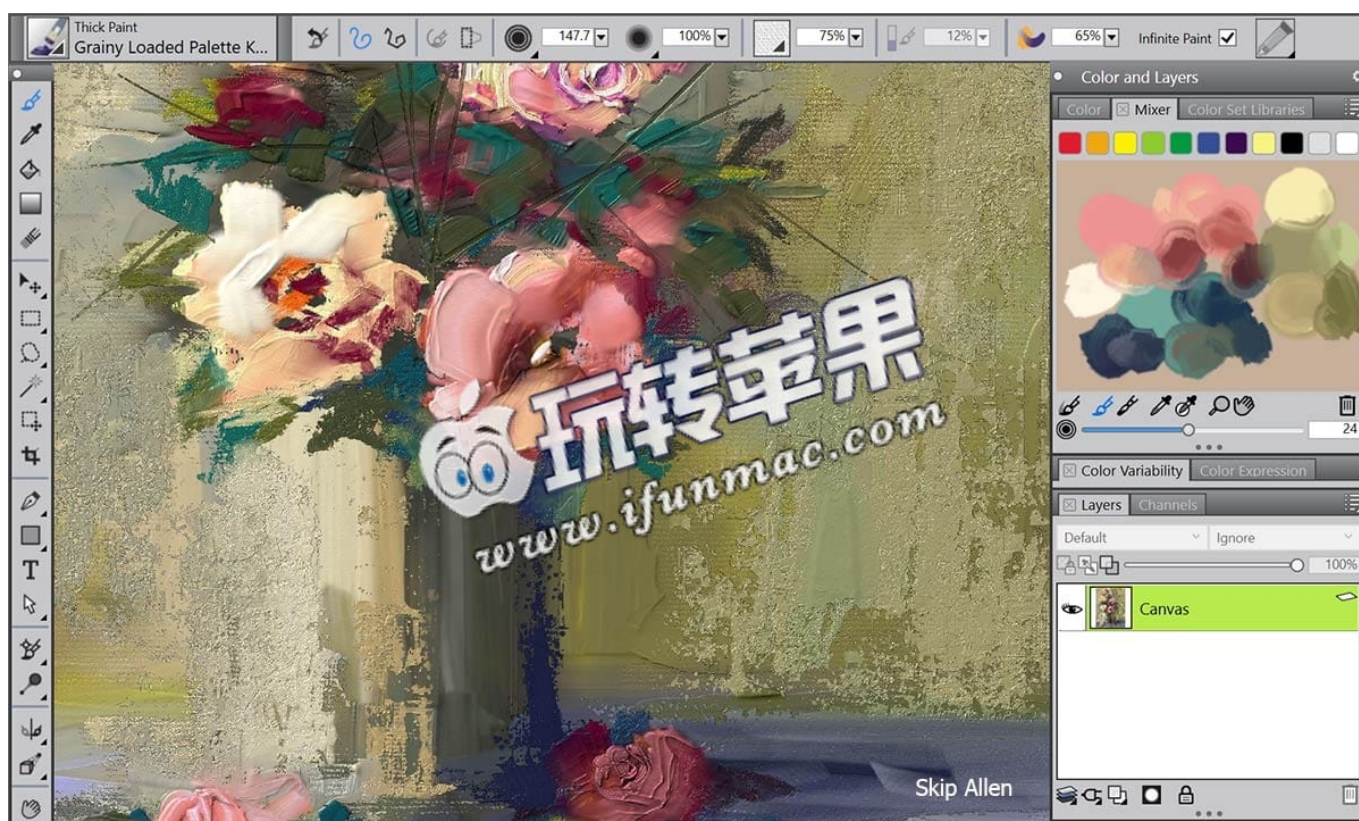 Thick Paint
Grainy Loaded Palette K...
147.7
100%
75%
12%
65%
Infinite Paint
Color and Layers
Color
Mixer
Color Set Libraries
24
Color Variability
Color Expression
Layers
Channels
Default
Ignore
100%
Canvas
玩转苹果
www.ifunmac.com
T
Skip Allen